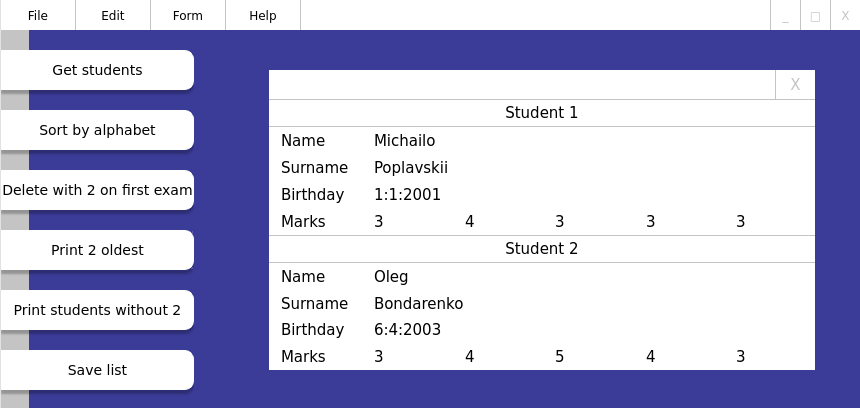 File Edit Form Help _ □ X
Get students
Sort by alphabet
Delete with 2 on first exam
Print 2 oldest
Print students without 2
Save list
X
Student 1
Name Michailo
Surname Poplavskii
Birthday 1:1:2001
Marks 3 4 3 3 3
Student 2
Name Oleg
Surname Bondarenko
Birthday 6:4:2003
Marks 3 4 5 4 3